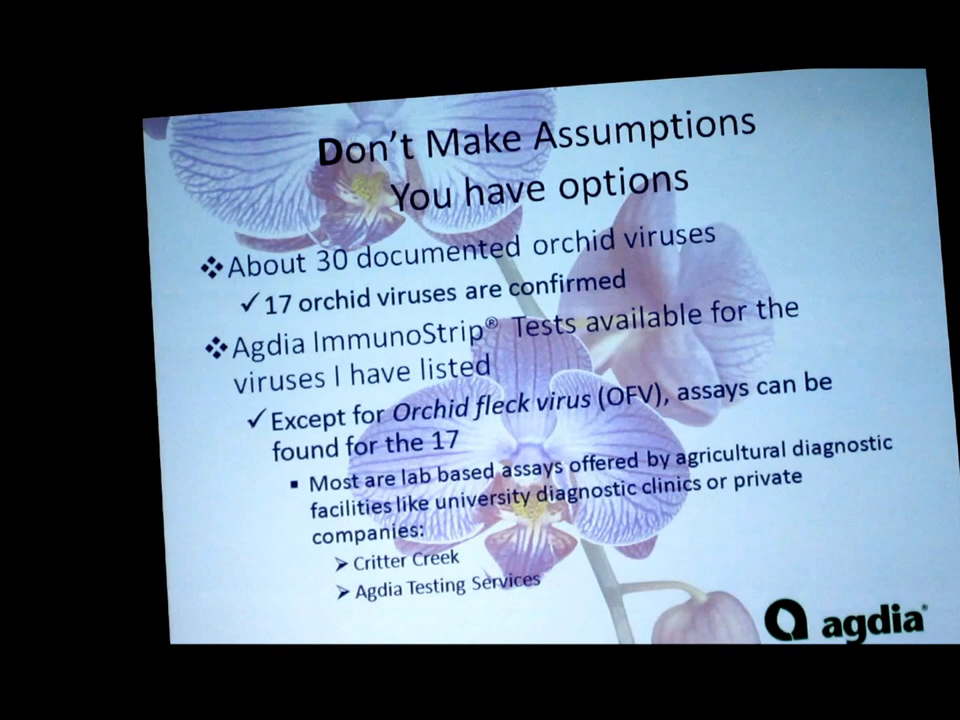 Don't Make Assumptions
You have options
❖About 30 documented orchid viruses
✓17 orchid viruses are confirmed
❖Agdia ImmunoStrip® Tests available for the
viruses I have listed
✓Except for Orchid fleck virus (OFV), assays can be
found for the 17
▪ Most are lab based assays offered by agricultural diagnostic
facilities like university diagnostic clinics or private
companies:
➢Critter Creek
➢Agdia Testing Services
agdia®